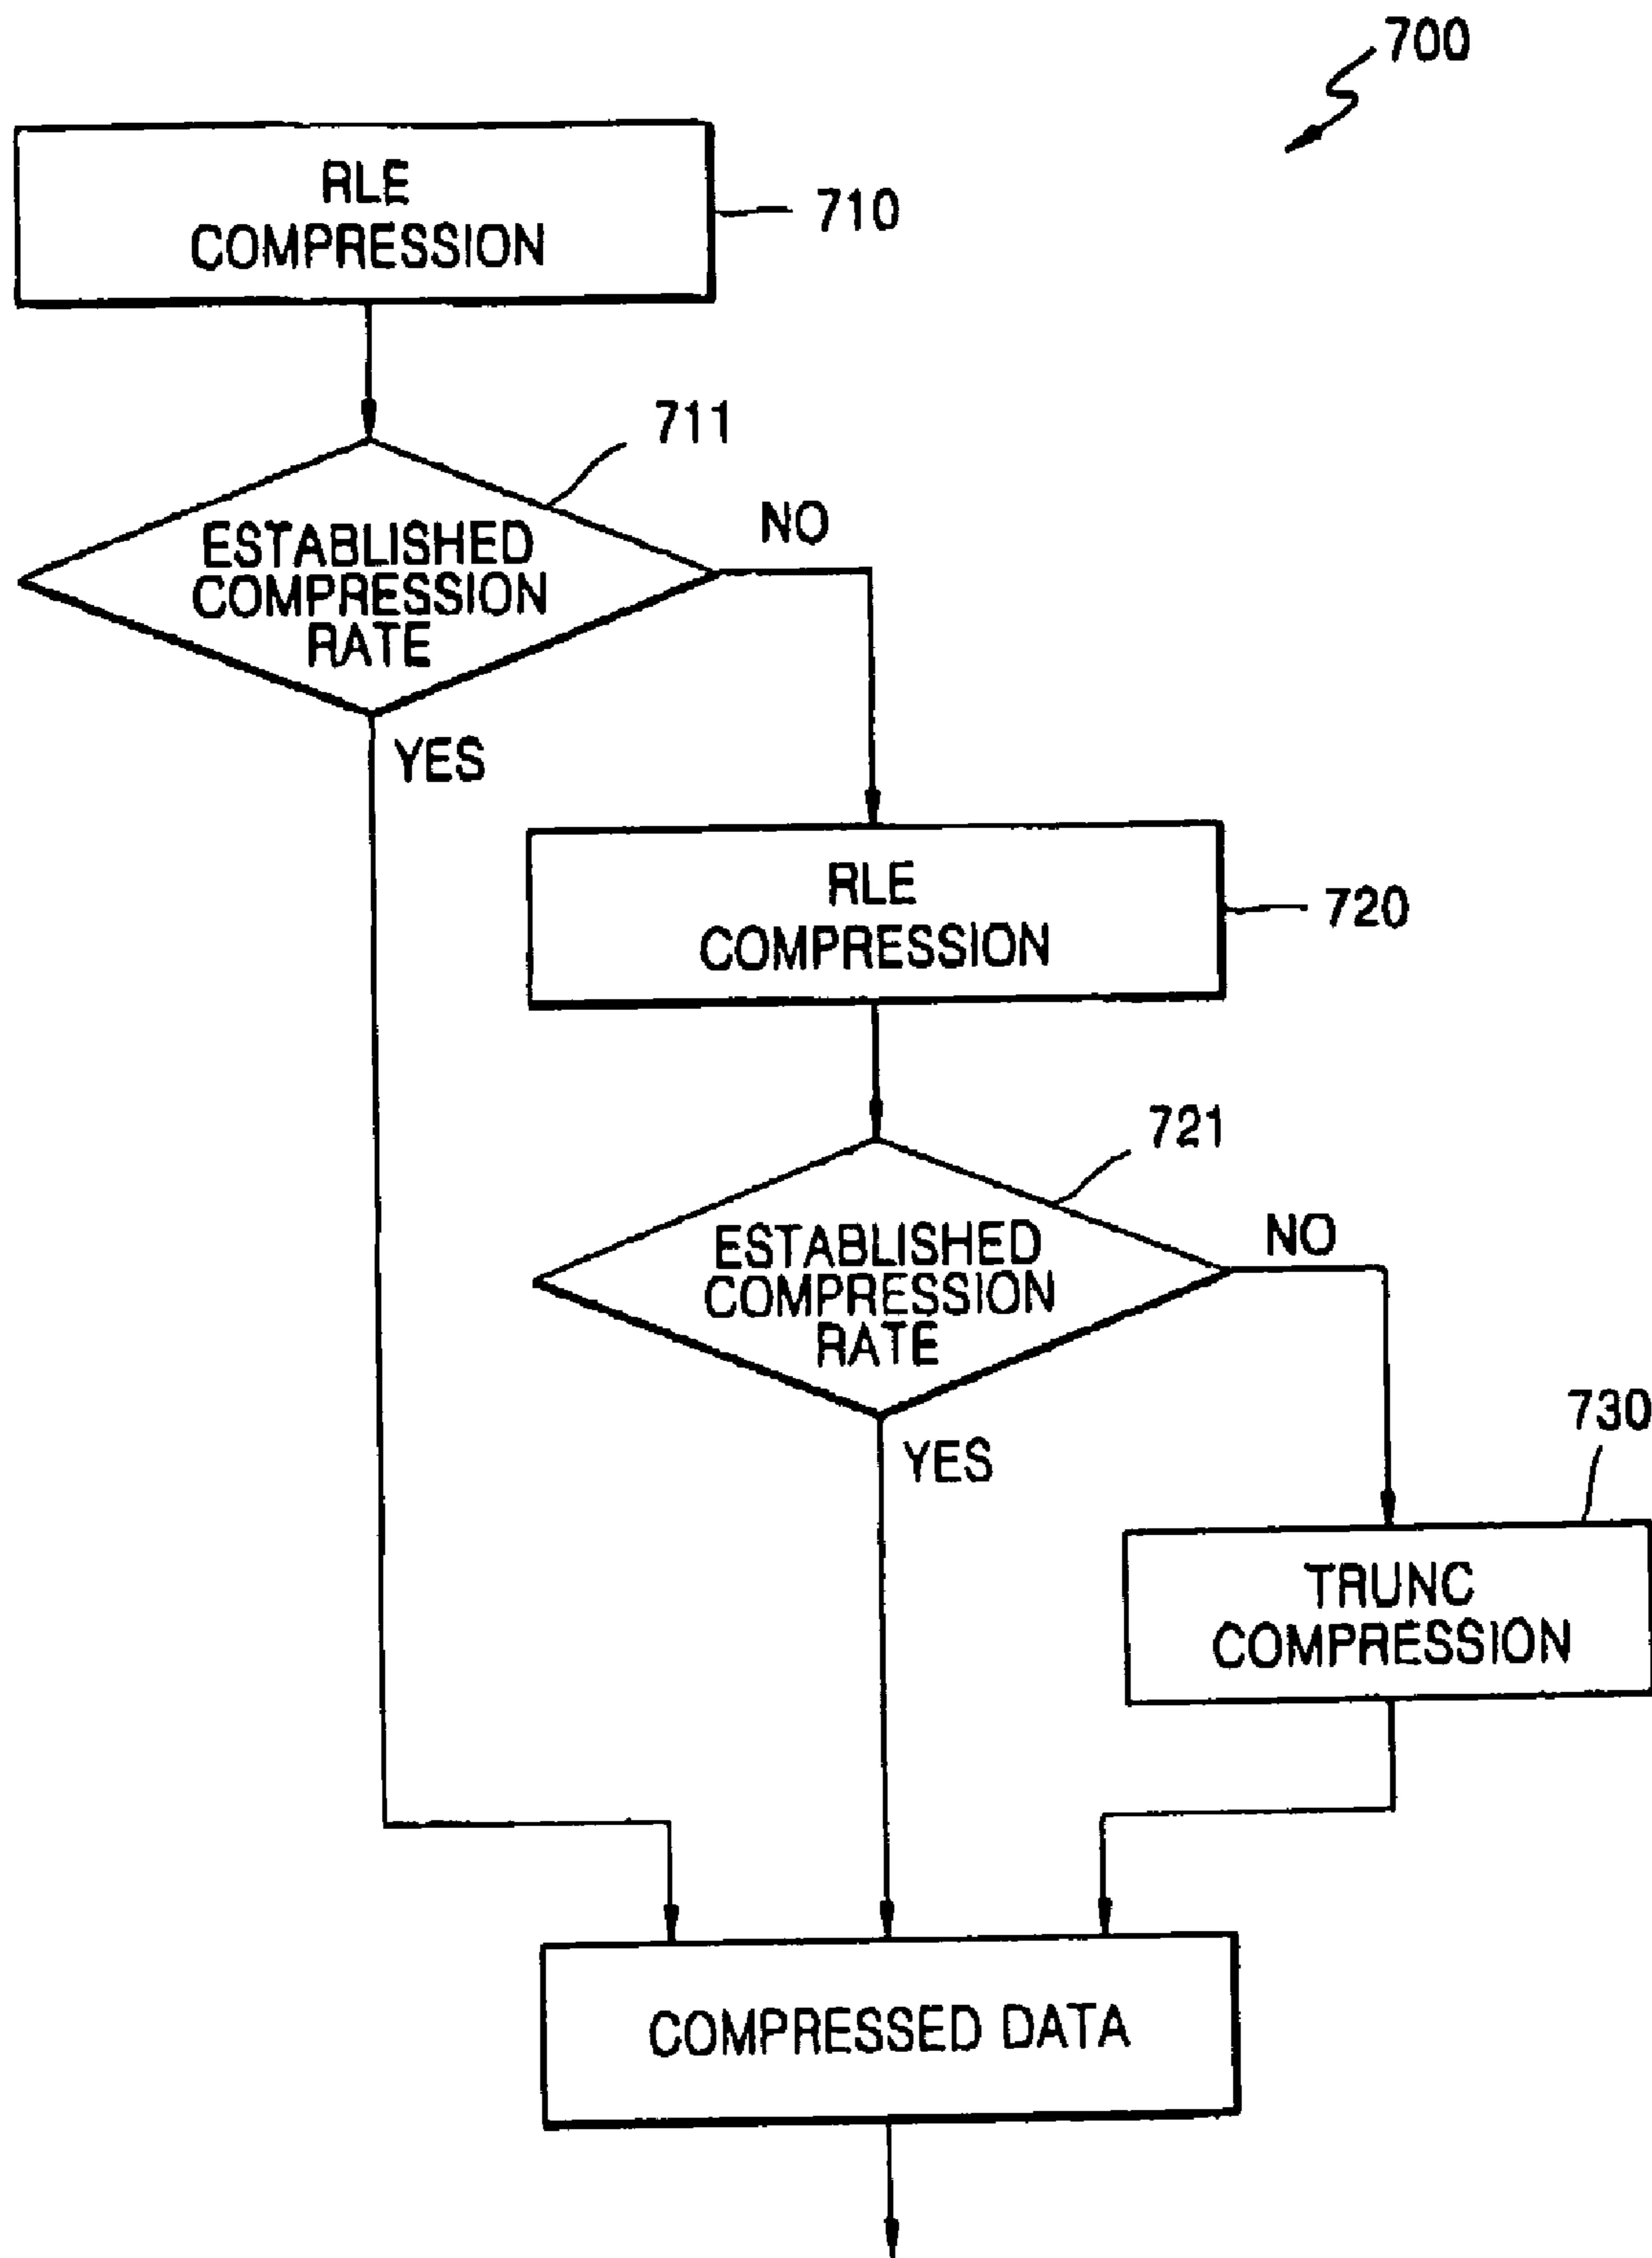 700
RLE
COMPRESSION
710
711
NO
ESTABLISHED
COMPRESSION
RATE
YES
RLE
COMPRESSION
720
721
NO
ESTABLISHED
COMPRESSION
RATE
YES
730
TRUNC
COMPRESSION
COMPRESSED DATA